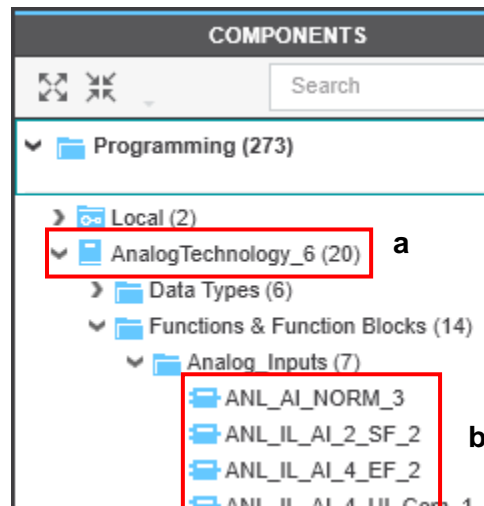 COMPONENTS
Search
Programming (273)
Local (2)
AnalogTechnology_6 (20) a
Data Types (6)
Functions & Function Blocks (14)
Analog_Inputs (7)
ANL_AI_NORM_3
ANL_IL_AI_2_SF_2 b
ANL_IL_AI_4_EF_2
ANL_IL_AI_4_UI_Com_1